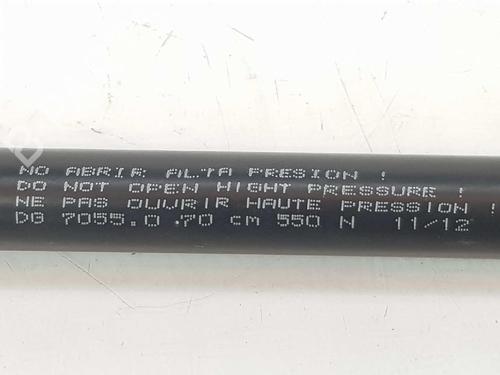 NO ABRIR ALTA PRESION !
DO NOT OPEN HIGHT PRESSURE !
NE PAS OUVRIR HAUTE PRESSION !
DG 7055.0 .70 cm 550 N 11/12